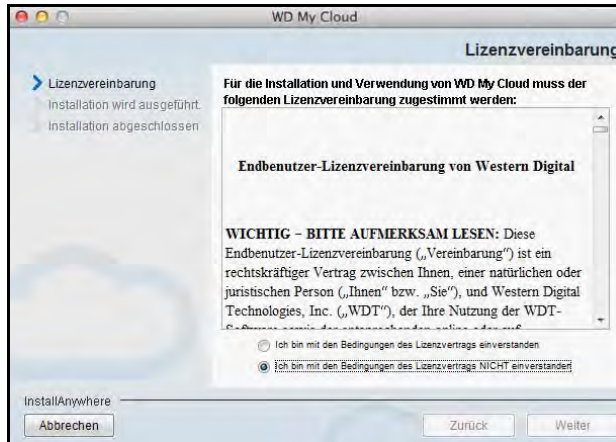 WD My Cloud
Lizenzvereinbarung
Lizenzvereinbarung
Installation wird ausgeführt.
Installation abgeschlossen
Für die Installation und Verwendung von WD My Cloud muss der
folgenden Lizenzvereinbarung zugestimmt werden:
Endbenutzer-Lizenzvereinbarung von Western Digital
WICHTIG – BITTE AUFMERKSAM LESEN: Diese
Endbenutzer-Lizenzvereinbarung („Vereinbarung") ist ein
rechtskräftiger Vertrag zwischen Ihnen, einer natürlichen oder
juristischen Person („Ihnen" bzw. „Sie"), und Western Digital
Technologies, Inc. („WDT"), der Ihre Nutzung der WDT-
Ich bin mit den Bedingungen des Lizenzvertrags einverstanden
Ich bin mit den Bedingungen des Lizenzvertrags NICHT einverstanden
InstallAnywhere
Abbrechen
Zurück
Weiter